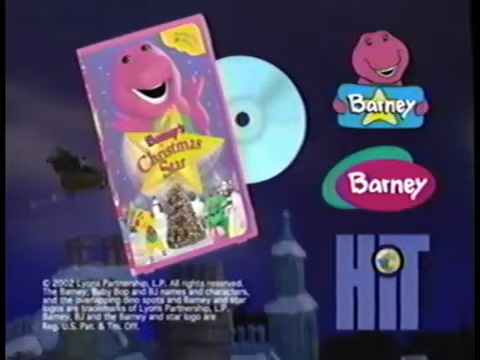 Barney's
Christmas
Star
Barney
Barney
HiT
© 2002 Lyons Partnership, L.P. All rights reserved.
The Barney, Baby Bop and BJ names and characters,
and the overlapping dino spots and Barney and star
logos are trademarks of Lyons Partnership, L.P.
Barney, BJ and the Barney and star logo are
Reg. U.S. Pat. & Tm. Off.